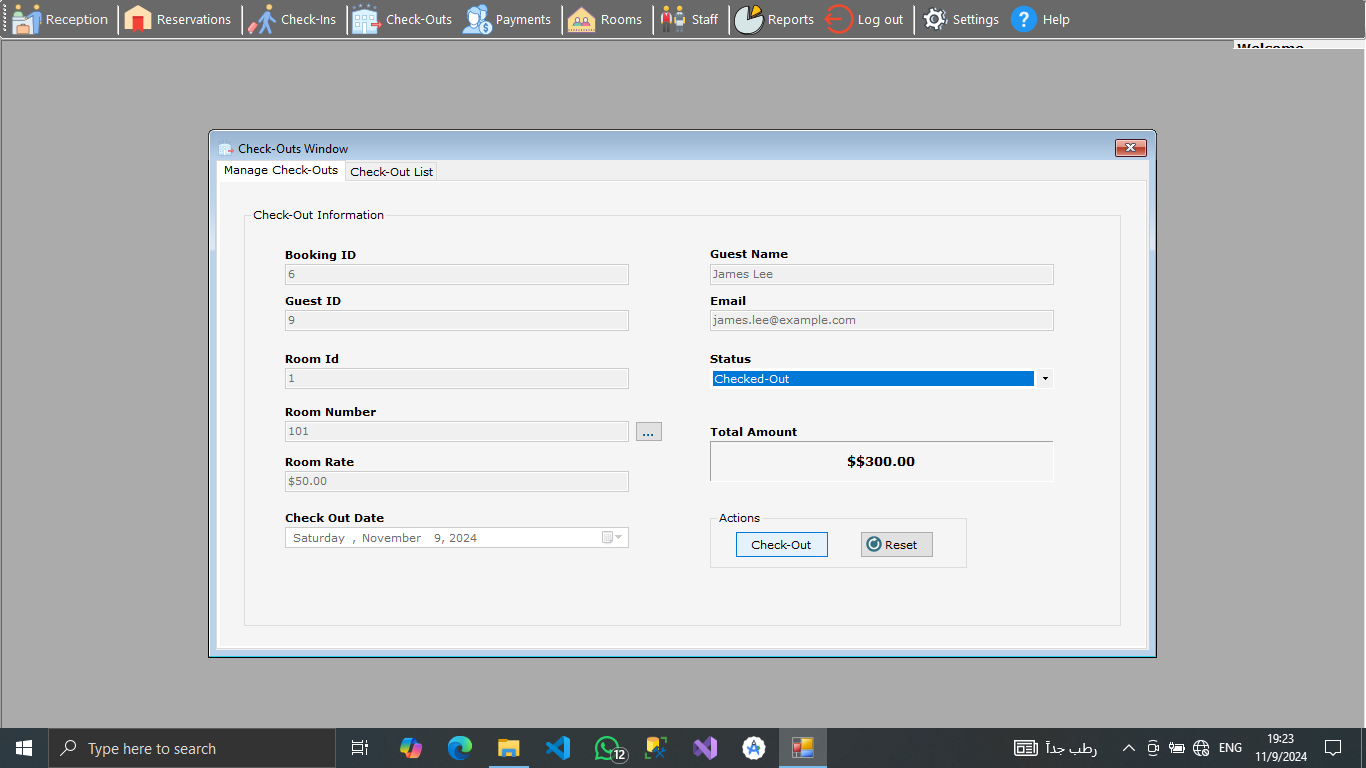 Reception Reservations Check-Ins Check-Outs Payments Rooms Staff Reports Log out Settings Help
Welcome
Check-Outs Window
Manage Check-Outs Check-Out List
Check-Out Information
Booking ID
6
Guest ID
9
Room Id
1
Room Number
101
...
Room Rate
$50.00
Check Out Date
Saturday , November 9, 2024
Guest Name
James Lee
Email
james.lee@example.com
Status
Checked-Out
Total Amount
$$300.00
Actions
Check-Out Reset
Type here to search
12
رطب جداً
ENG
19:23
11/9/2024